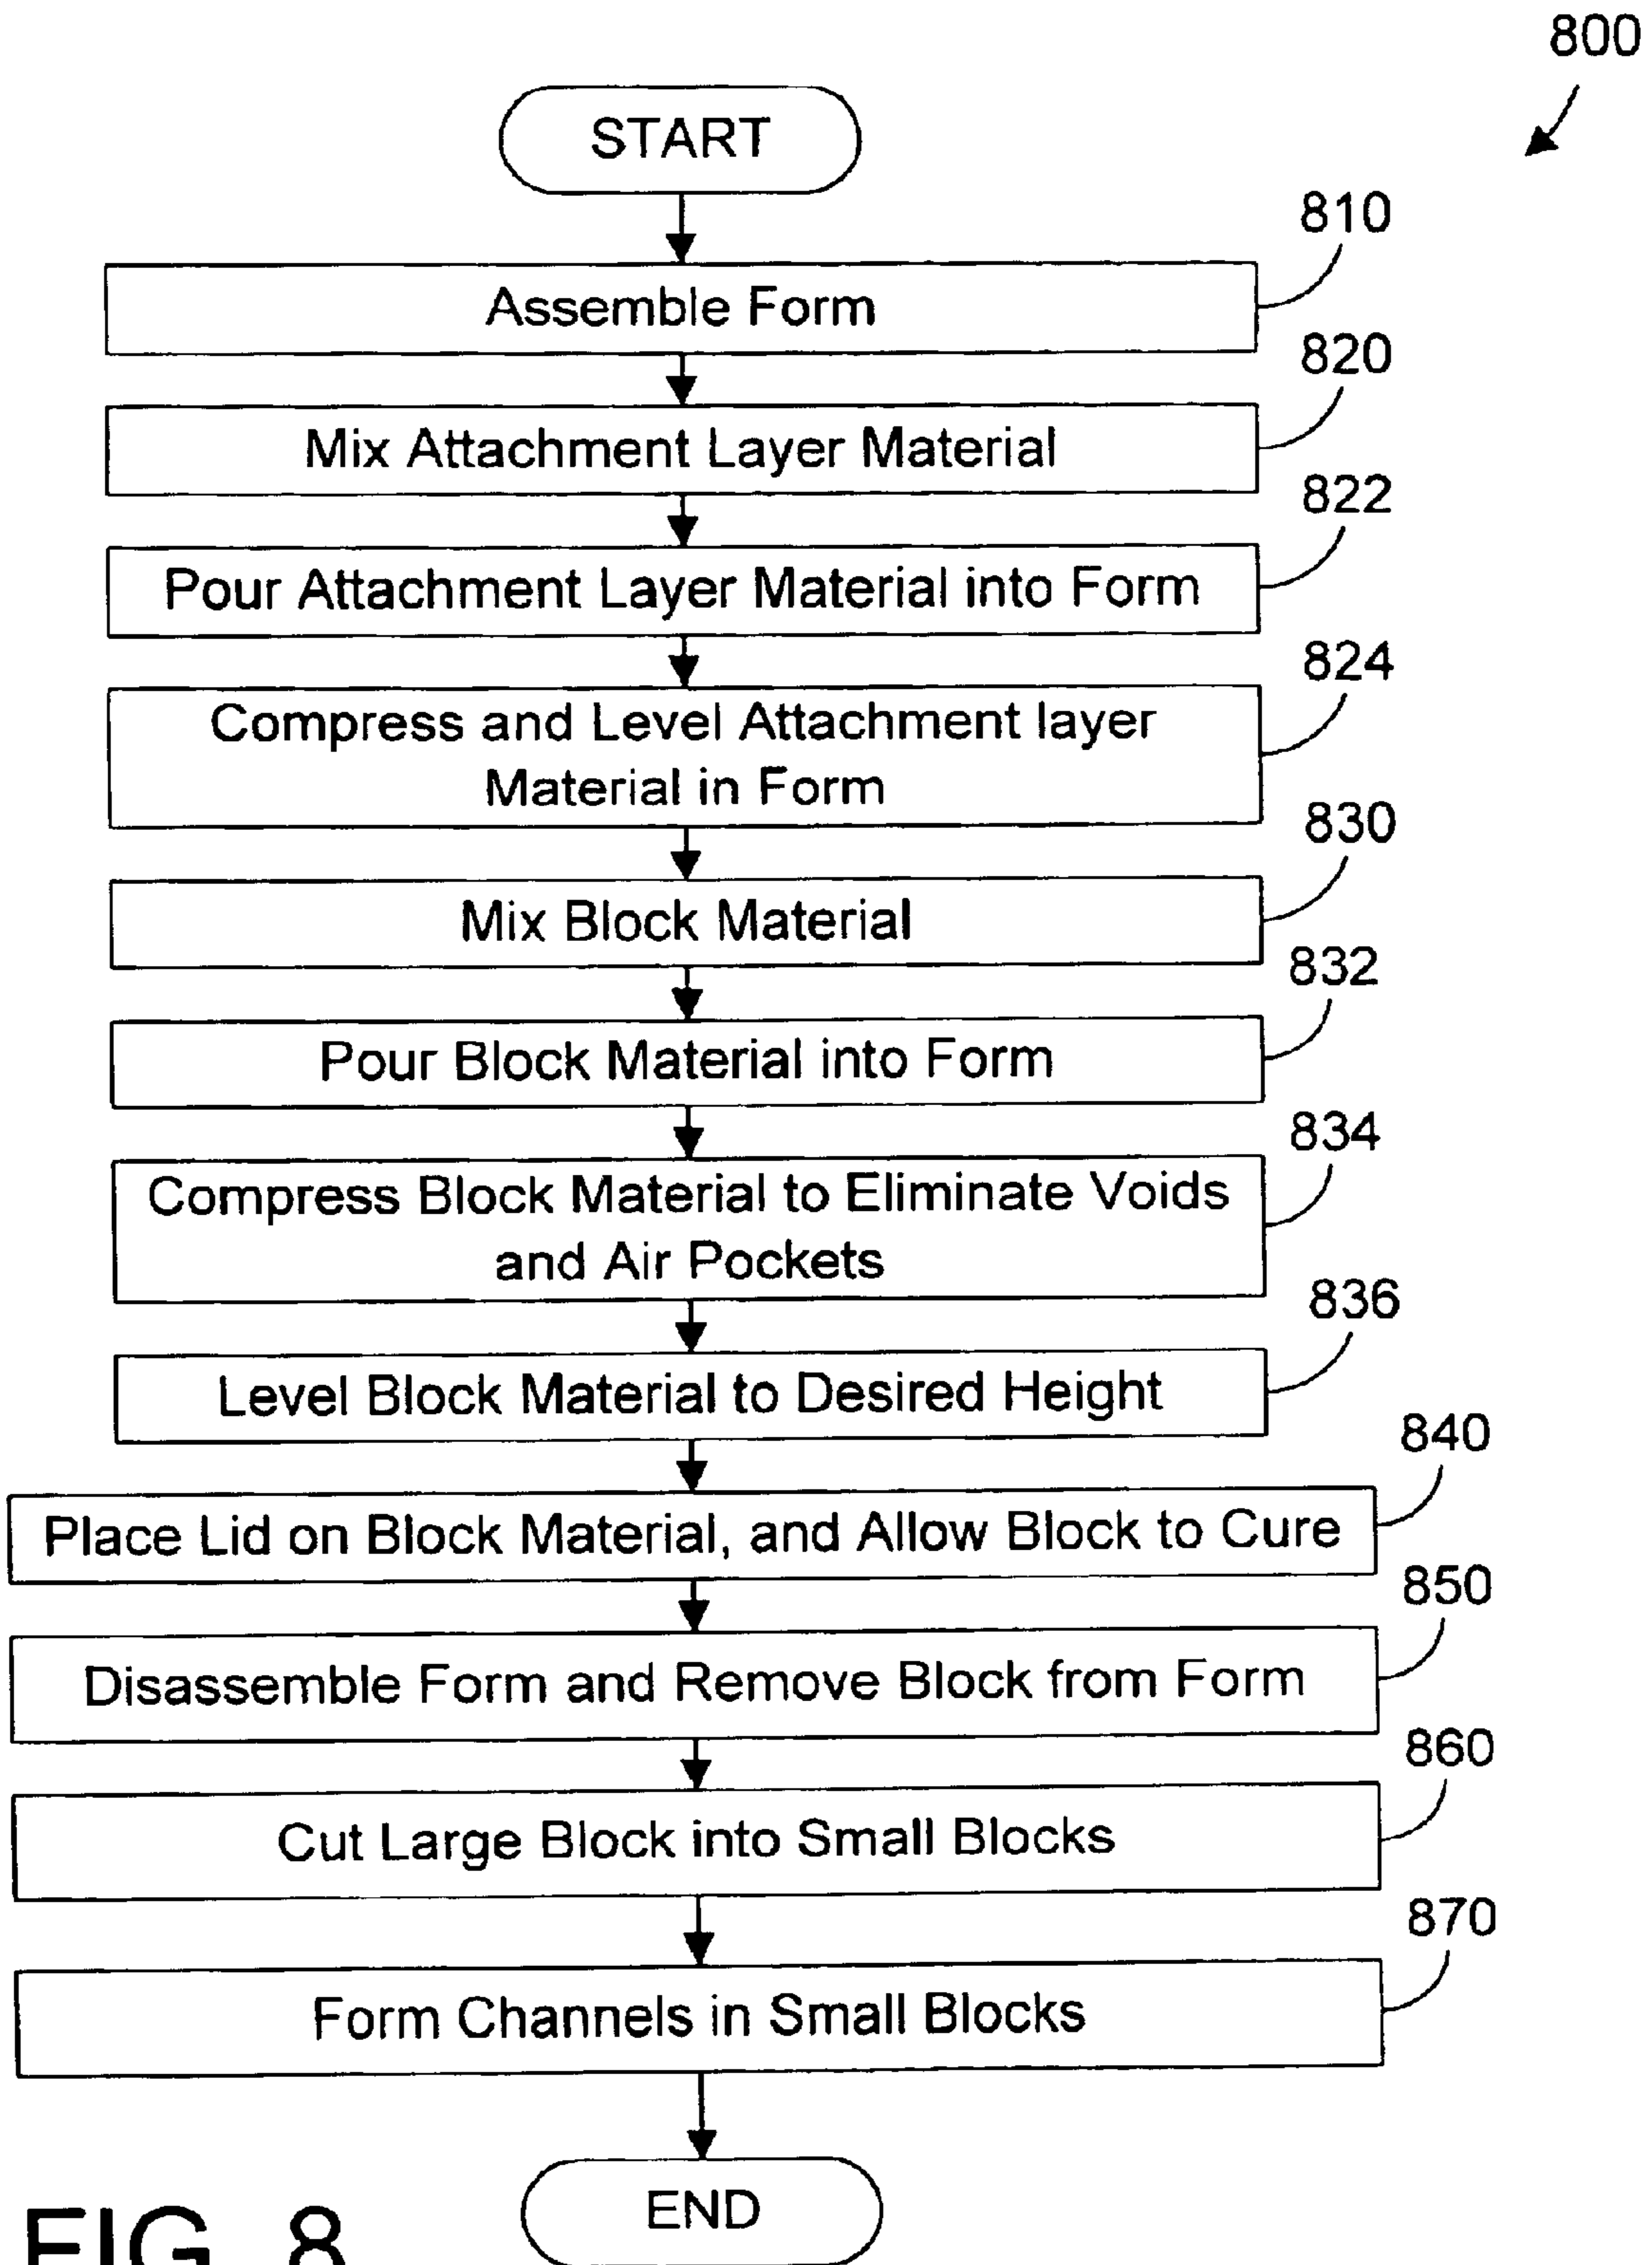 800
START
810
Assemble Form
820
Mix Attachment Layer Material
822
Pour Attachment Layer Material into Form
824
Compress and Level Attachment layer
Material in Form
830
Mix Block Material
832
Pour Block Material into Form
834
Compress Block Material to Eliminate Voids
and Air Pockets
836
Level Block Material to Desired Height
840
Place Lid on Block Material, and Allow Block to Cure
850
Disassemble Form and Remove Block from Form
860
Cut Large Block into Small Blocks
870
Form Channels in Small Blocks
END
FIG. 8